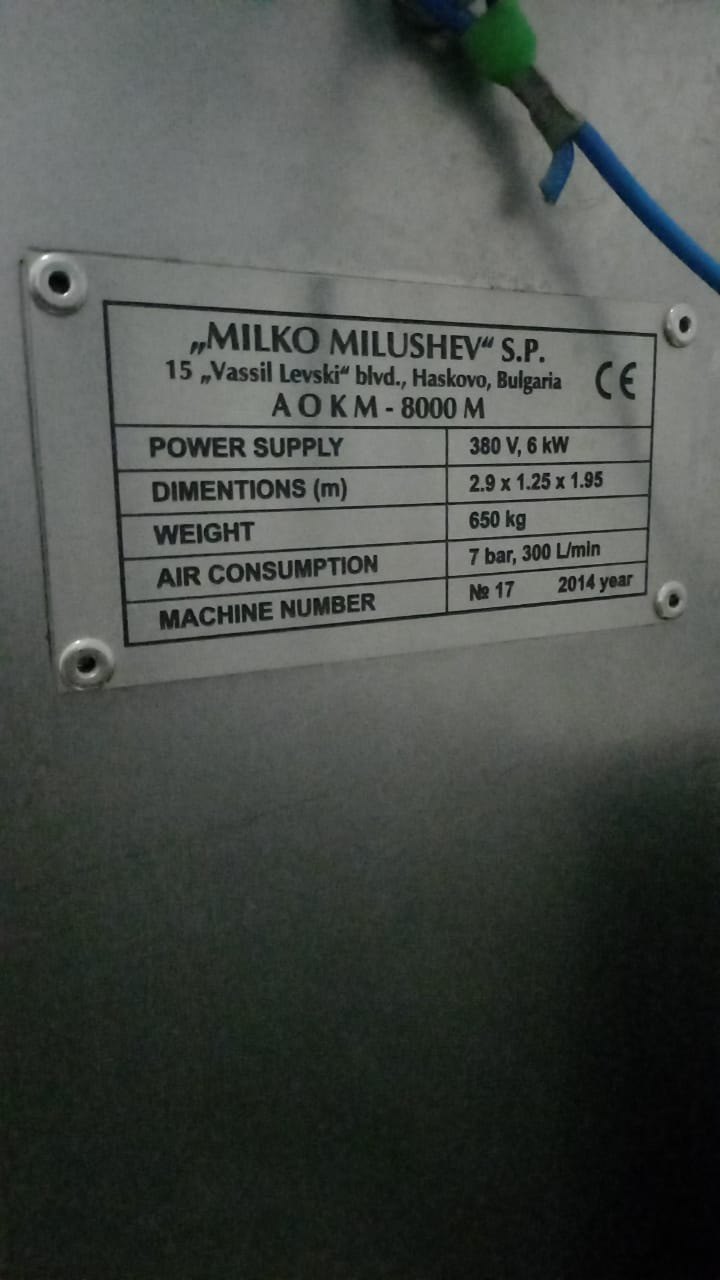 „MILKO MILUSHEV“ S.P.
15 „Vassil Levski“ blvd., Haskovo, Bulgaria
CE
A O K M - 8000 M
POWER SUPPLY 380 V, 6 kW
DIMENTIONS (m) 2.9 x 1.25 x 1.95
WEIGHT 650 kg
AIR CONSUMPTION 7 bar, 300 L/min
MACHINE NUMBER № 17 2014 year